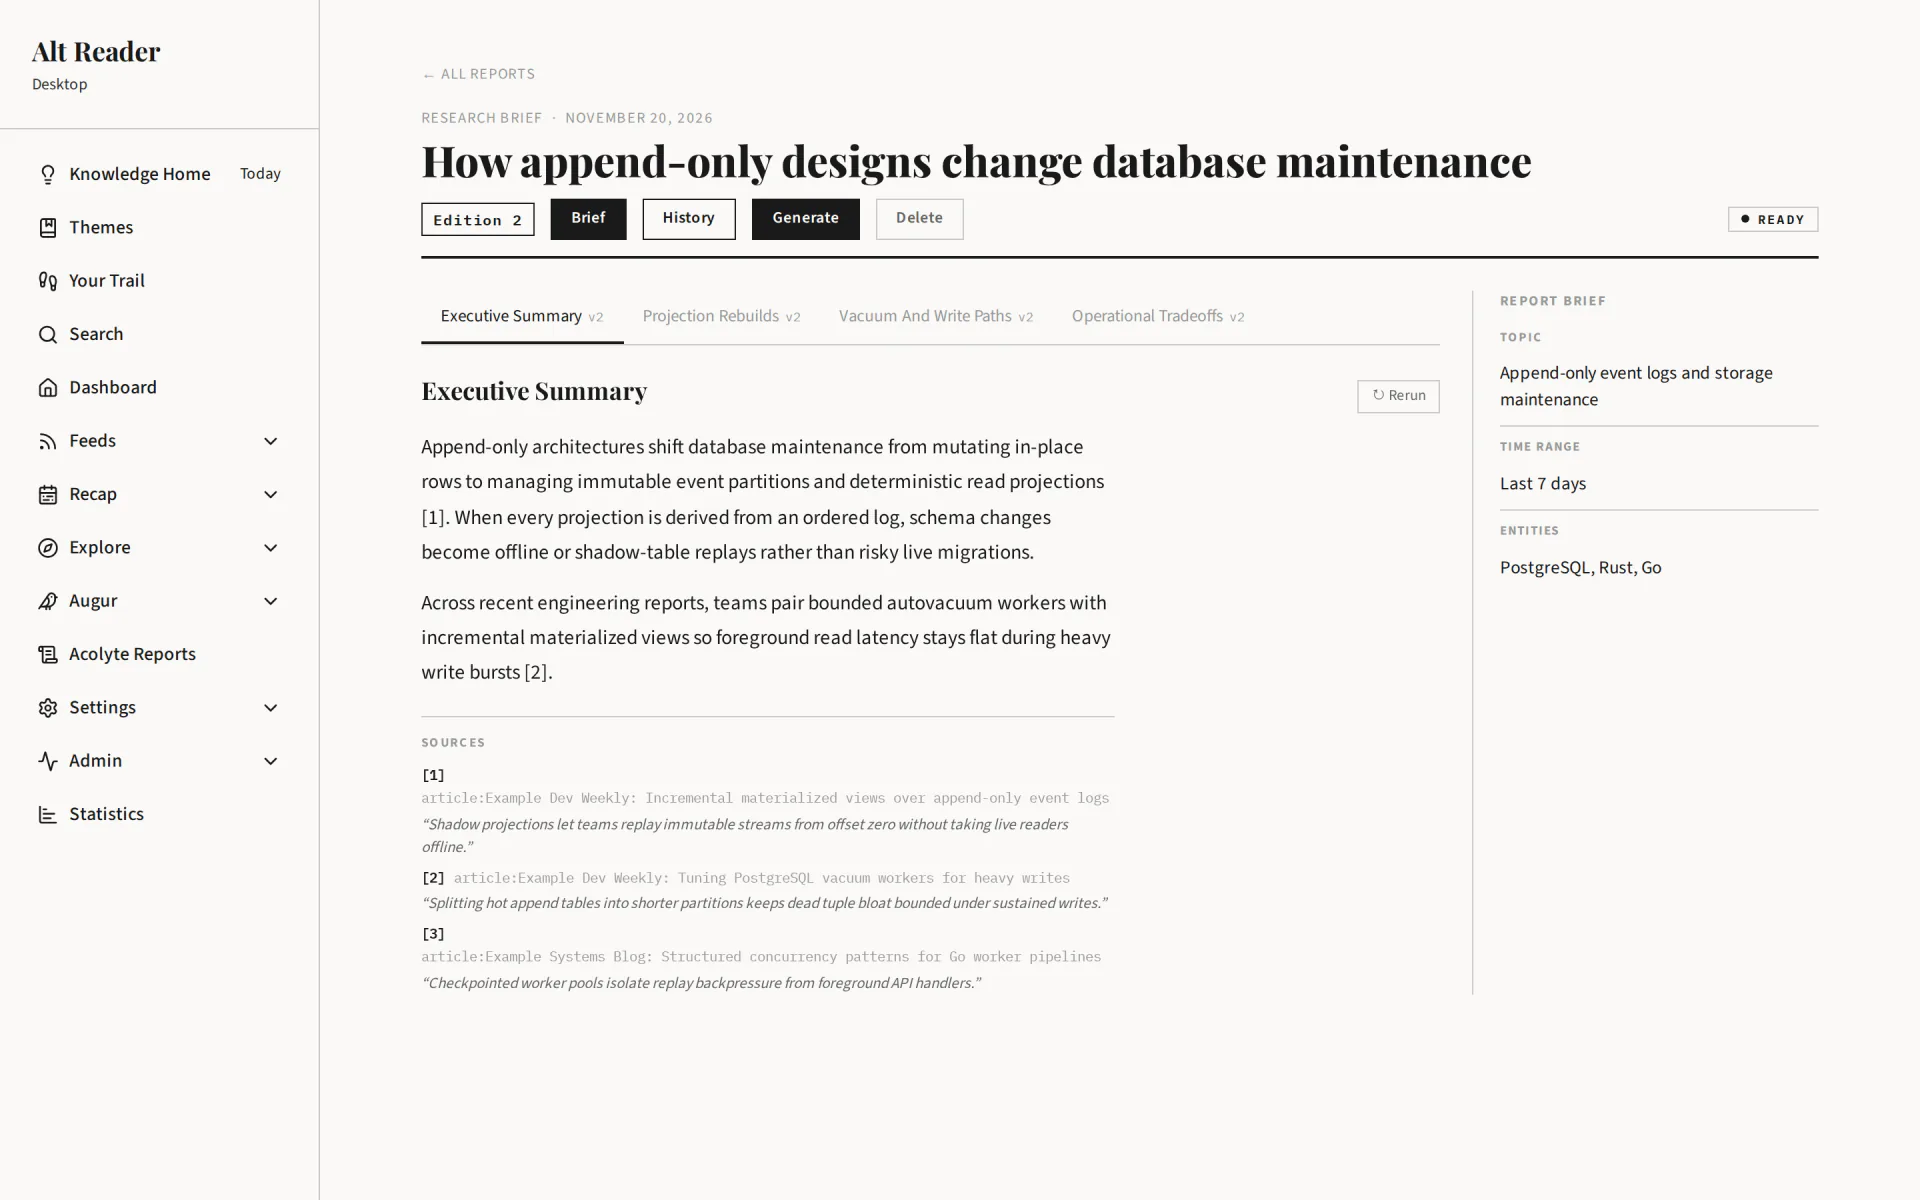 Alt Reader
Desktop
Knowledge Home Today
Themes
Your Trail
Search
Dashboard
Feeds
Recap
Explore
Augur
Acolyte Reports
Settings
Admin
Statistics
← ALL REPORTS
RESEARCH BRIEF · NOVEMBER 20, 2026
How append-only designs change database maintenance
Edition 2 Brief History Generate Delete
READY
Executive Summary v2 Projection Rebuilds v2 Vacuum And Write Paths v2 Operational Tradeoffs v2
Executive Summary
↻ Rerun
Append-only architectures shift database maintenance from mutating in-place
rows to managing immutable event partitions and deterministic read projections
[1]. When every projection is derived from an ordered log, schema changes
become offline or shadow-table replays rather than risky live migrations.
Across recent engineering reports, teams pair bounded autovacuum workers with
incremental materialized views so foreground read latency stays flat during heavy
write bursts [2].
SOURCES
[1]
article:Example Dev Weekly: Incremental materialized views over append-only event logs
“Shadow projections let teams replay immutable streams from offset zero without taking live readers
offline.”
[2] article:Example Dev Weekly: Tuning PostgreSQL vacuum workers for heavy writes
“Splitting hot append tables into shorter partitions keeps dead tuple bloat bounded under sustained writes.”
[3]
article:Example Systems Blog: Structured concurrency patterns for Go worker pipelines
“Checkpointed worker pools isolate replay backpressure from foreground API handlers.”
REPORT BRIEF
TOPIC
Append-only event logs and storage
maintenance
TIME RANGE
Last 7 days
ENTITIES
PostgreSQL, Rust, Go